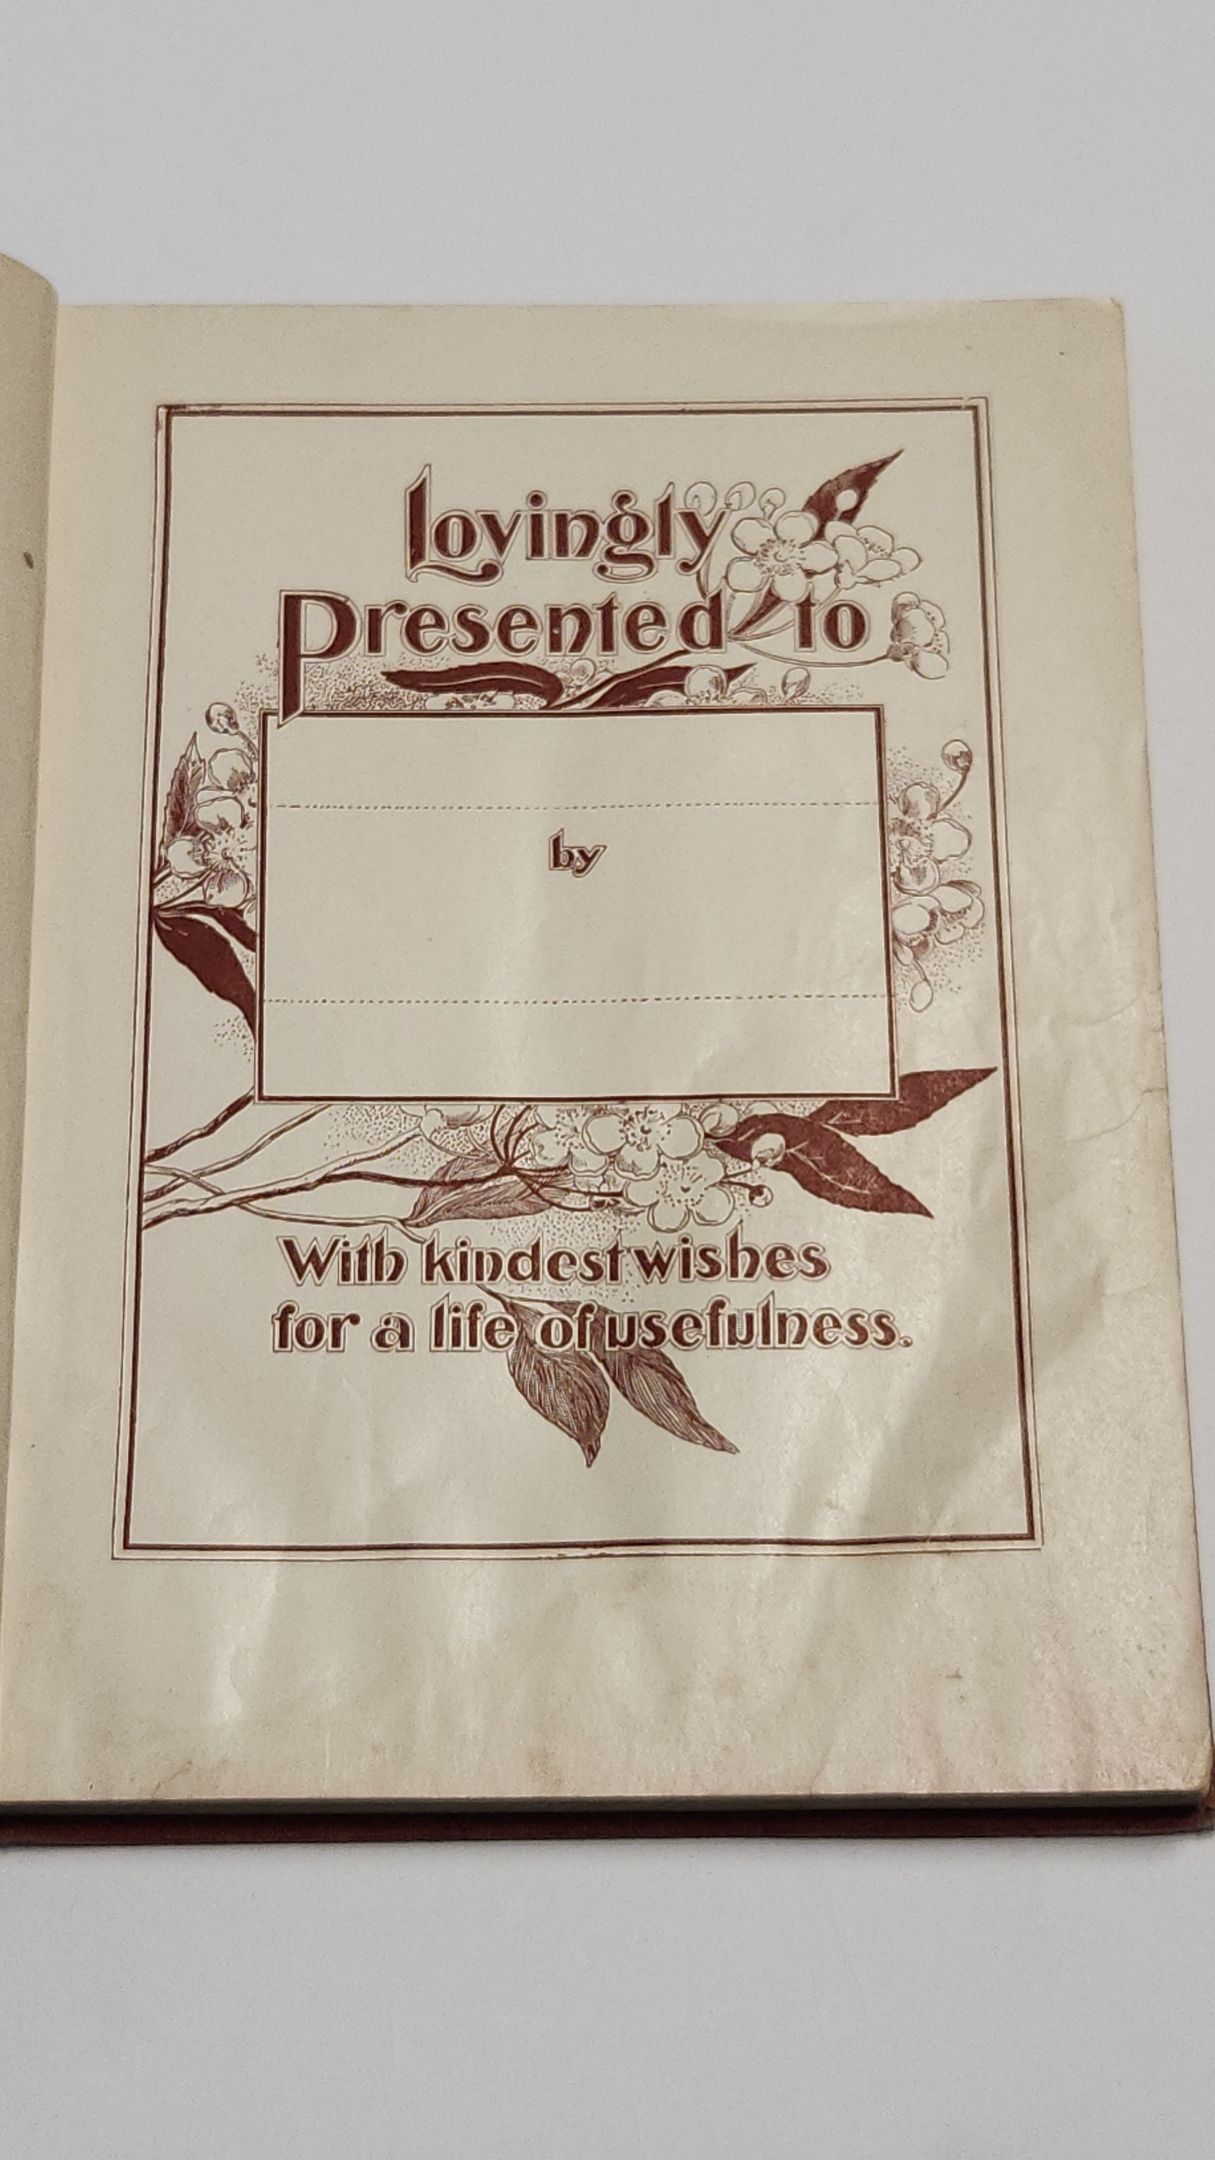 Lovingly
Presented to
by
With kindest wishes
for a life of usefulness.